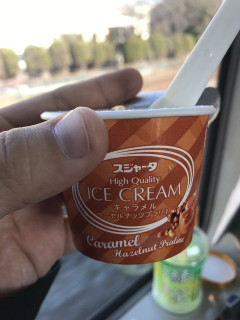 スジャータ
High Quality
ICE CREAM
キャラメル
ヘーゼルナッツプラリネ
Caramel
Hazelnut Praline